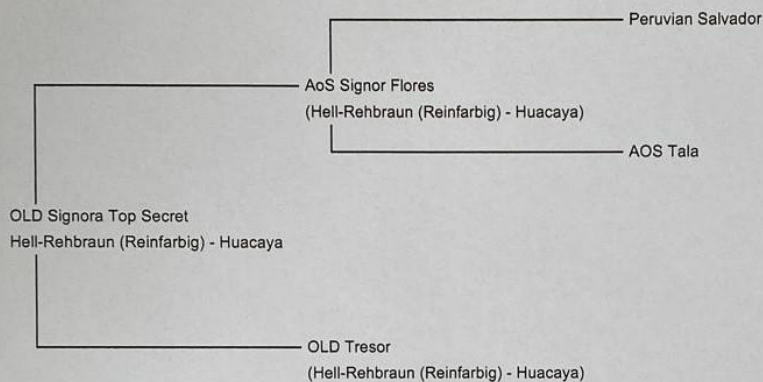 Peruvian Salvador
AoS Signor Flores
(Hell-Rehbraun (Reinfarbig) - Huacaya)
AOS Tala
OLD Signora Top Secret
Hell-Rehbraun (Reinfarbig) - Huacaya
OLD Tresor
(Hell-Rehbraun (Reinfarbig) - Huacaya)